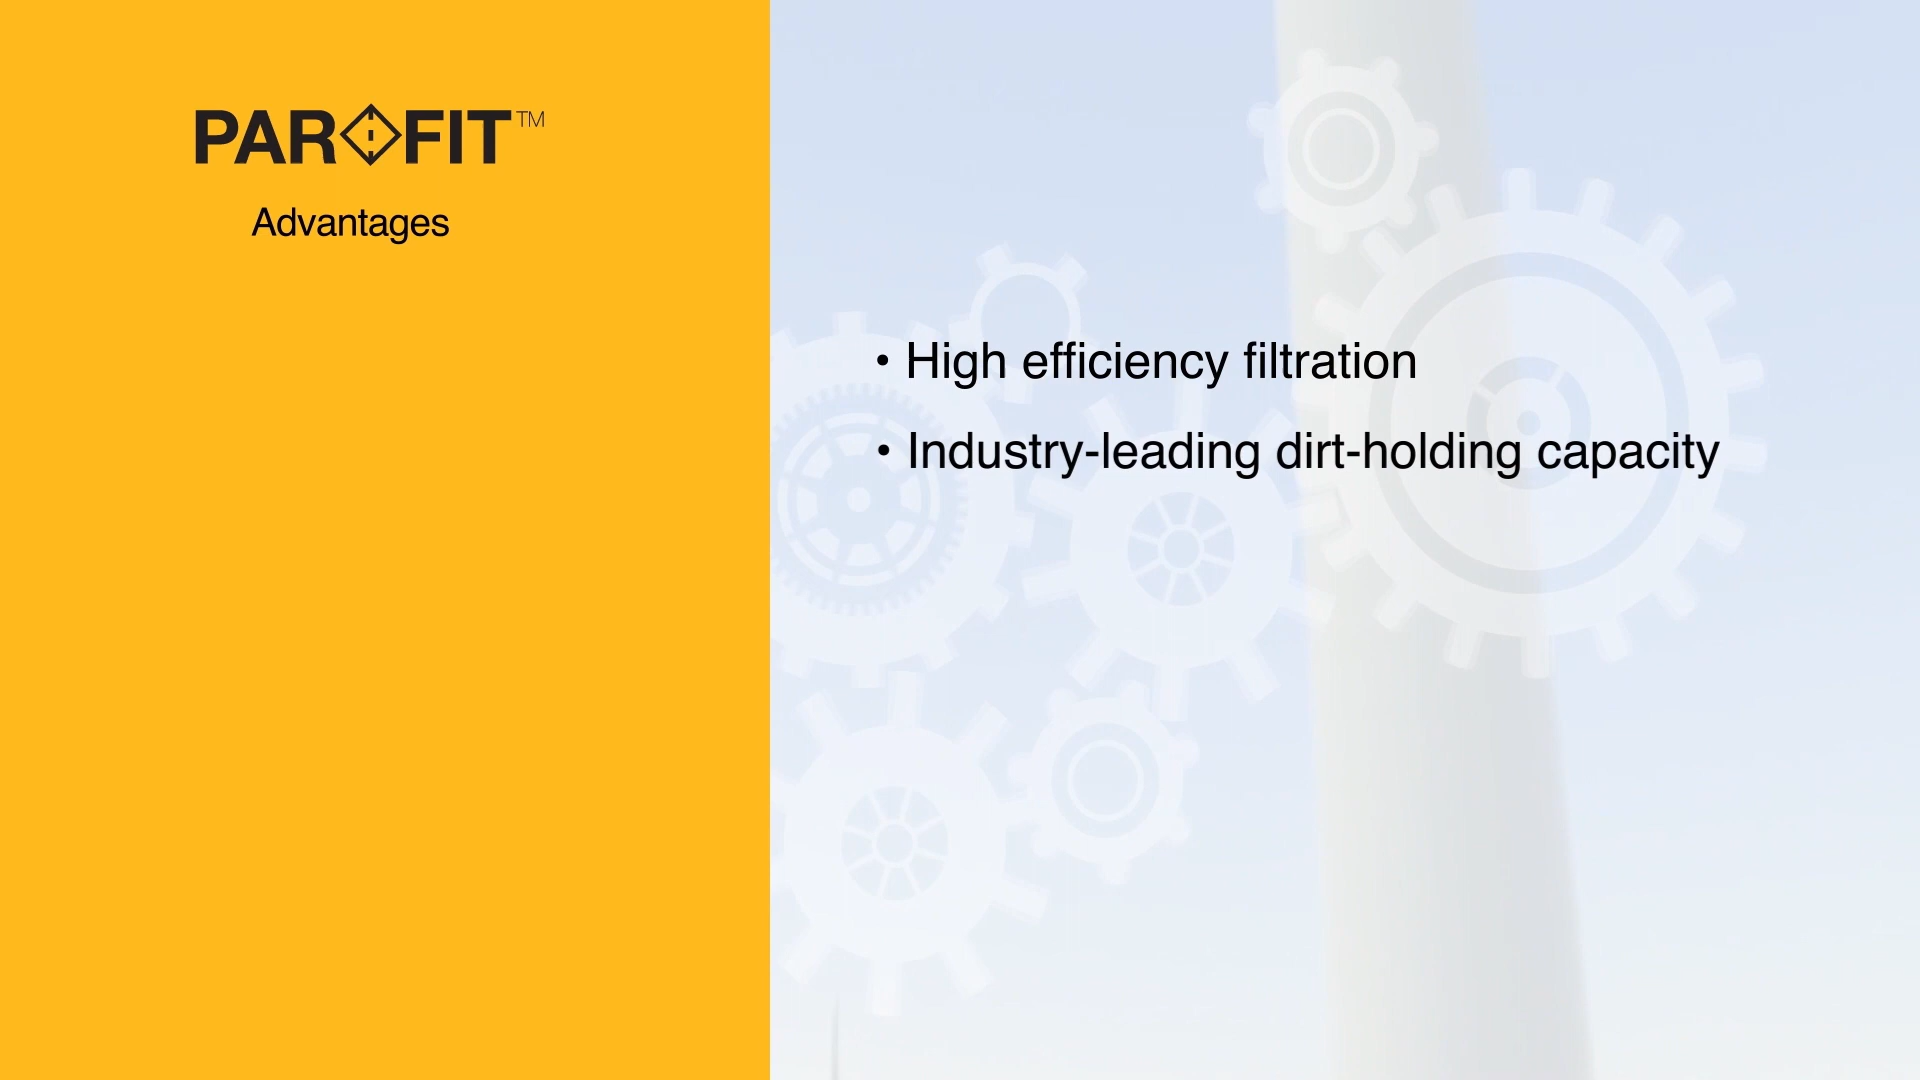 PAR FIT™
Advantages
• High efficiency filtration
• Industry-leading dirt-holding capacity